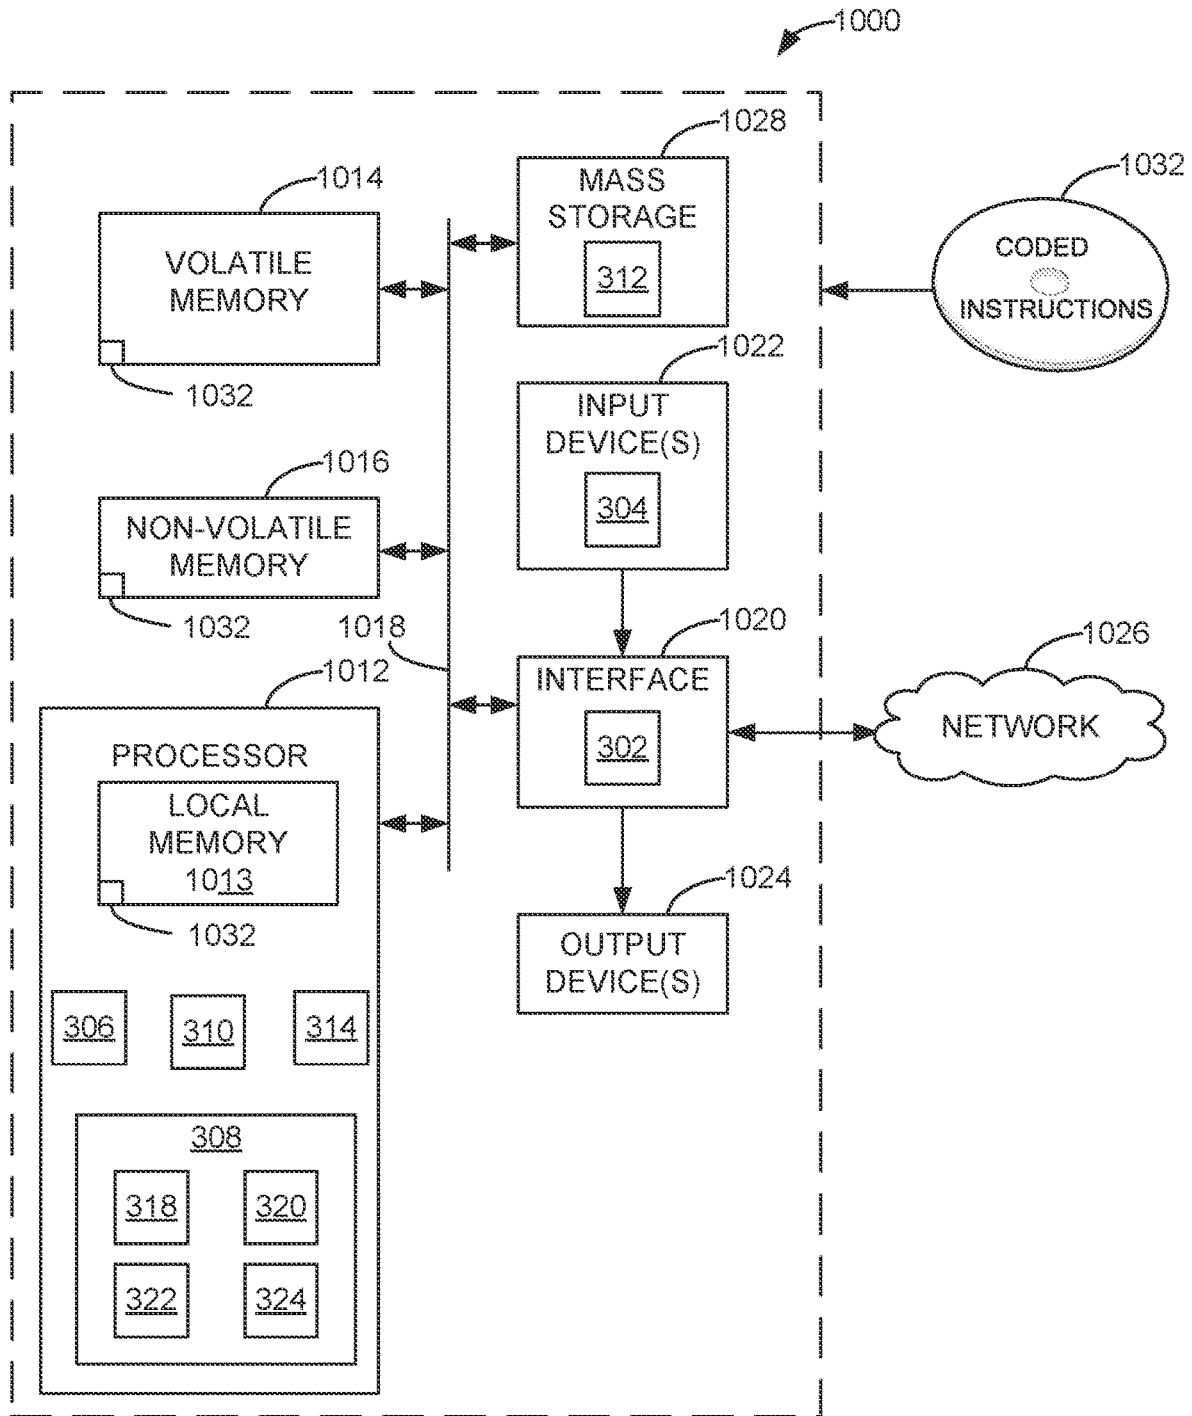 1000
1028
MASS
STORAGE
312
1014
VOLATILE
MEMORY
1032
1032
CODED
INSTRUCTIONS
1022
INPUT
DEVICE(S)
304
1016
NON-VOLATILE
MEMORY
1032
1018
1020
INTERFACE
302
1026
NETWORK
1012
PROCESSOR
LOCAL
MEMORY
1013
1032
1024
OUTPUT
DEVICE(S)
306
310
314
308
318
320
322
324